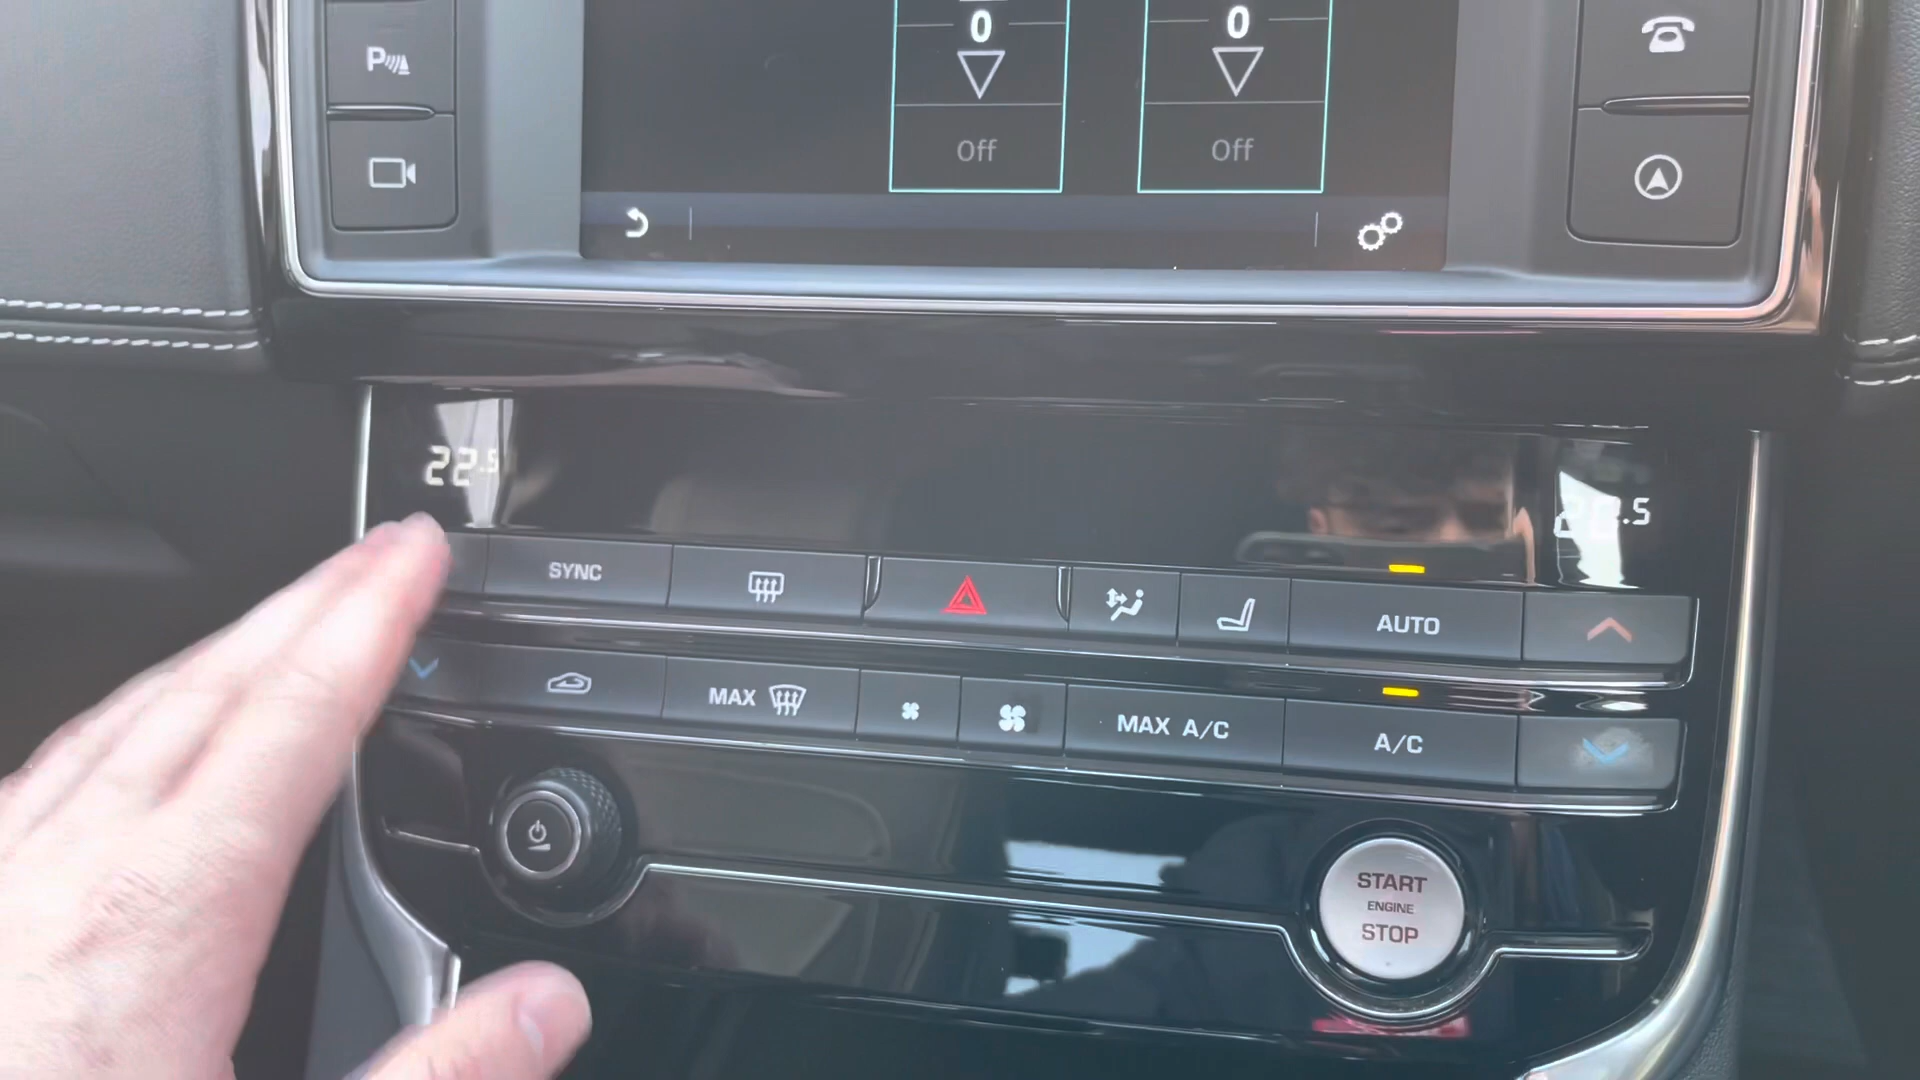 0
0
P
Off
Off
22.5
.5
SYNC
AUTO
MAX
MAX A/C
A/C
START
ENGINE
STOP